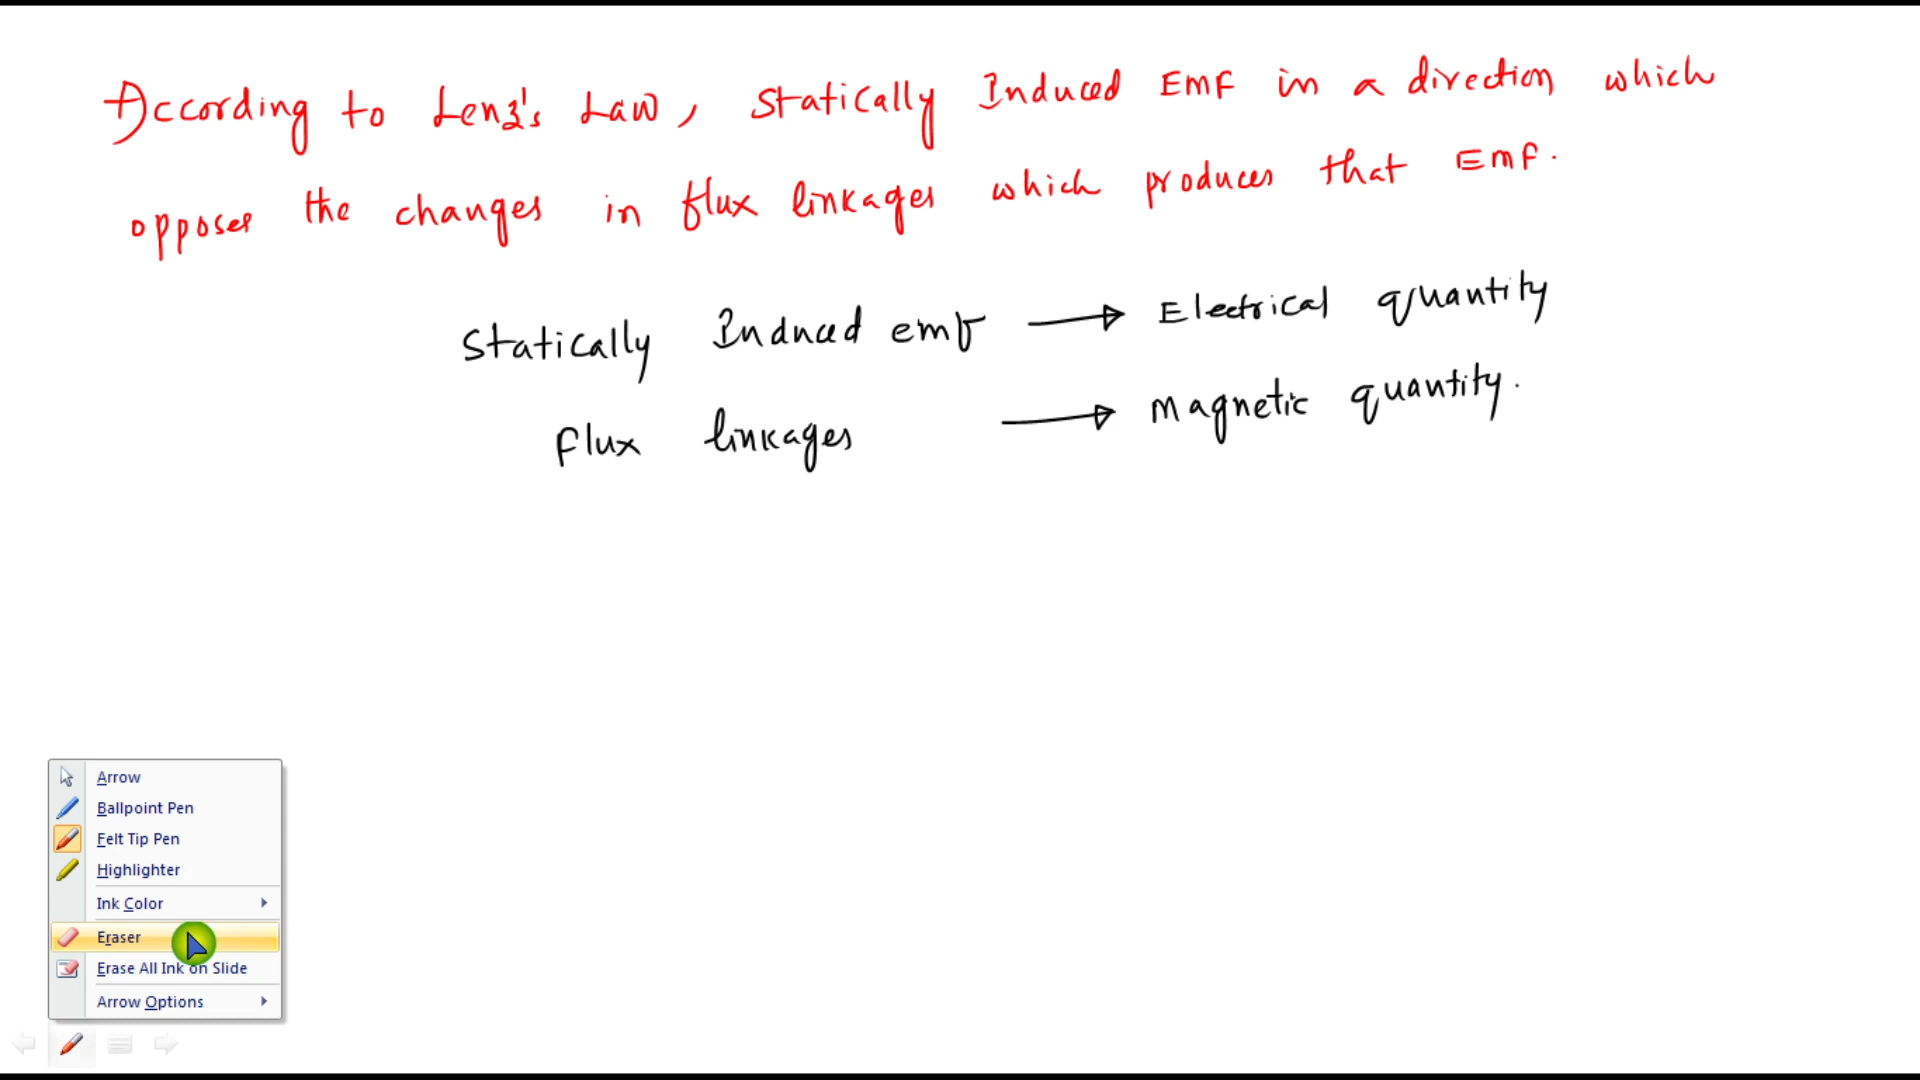 According to Lenz's Law, Statically Induced EMF in a direction which
opposes the changes in flux linkages which produces that EMF.
Statically Induced emf → Electrical quantity
Flux linkages → Magnetic quantity.
Arrow
Ballpoint Pen
Felt Tip Pen
Highlighter
Ink Color
Eraser
Erase All Ink on Slide
Arrow Options